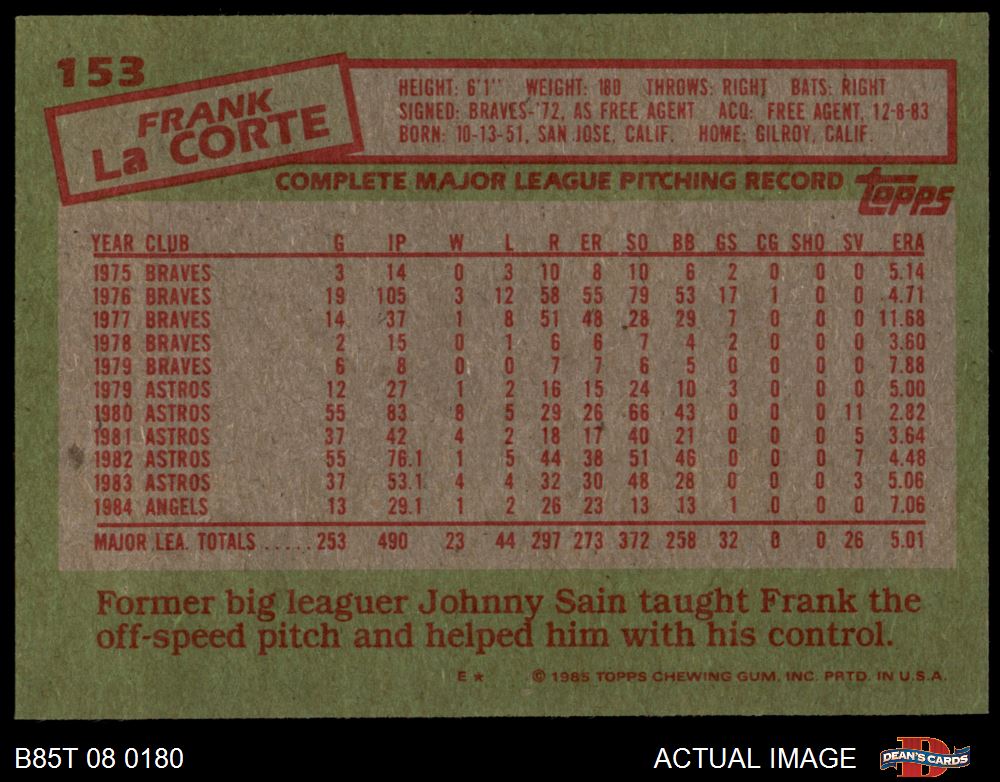 153
FRANK
La CORTE
HEIGHT: 6'1" WEIGHT: 180 THROWS: RIGHT BATS: RIGHT
SIGNED: BRAVES-'72, AS FREE AGENT ACQ: FREE AGENT, 12-8-83
BORN: 10-13-51, SAN JOSE, CALIF. HOME: GILROY, CALIF.
COMPLETE MAJOR LEAGUE PITCHING RECORD topps
YEAR CLUB G IP W L R ER SO BB GS CG SHO SV ERA
1975 BRAVES 3 14 0 3 10 8 10 6 2 0 0 0 5.14
1976 BRAVES 19 105 3 12 58 55 79 53 17 1 0 0 4.71
1977 BRAVES 14 37 1 8 51 48 28 29 7 0 0 0 11.68
1978 BRAVES 2 15 0 1 6 6 7 4 2 0 0 0 3.60
1979 BRAVES 6 8 0 0 7 7 6 5 0 0 0 0 7.88
1979 ASTROS 12 27 1 2 16 15 24 10 3 0 0 0 5.00
1980 ASTROS 55 83 8 5 29 26 66 43 0 0 0 11 2.82
1981 ASTROS 37 42 4 2 18 17 40 21 0 0 0 5 3.64
1982 ASTROS 55 76.1 1 5 44 38 51 46 0 0 0 7 4.48
1983 ASTROS 37 53.1 4 4 32 30 48 28 0 0 0 3 5.06
1984 ANGELS 13 29.1 1 2 26 23 13 13 1 0 0 0 7.06
MAJOR LEA. TOTALS ..... 253 490 23 44 297 273 372 258 32 8 0 26 5.01
Former big leaguer Johnny Sain taught Frank the
off-speed pitch and helped him with his control.
E * © 1985 TOPPS CHEWING GUM, INC. PRTD. IN U.S.A.
B85T 08 0180 ACTUAL IMAGE D DEAN'S CARDS